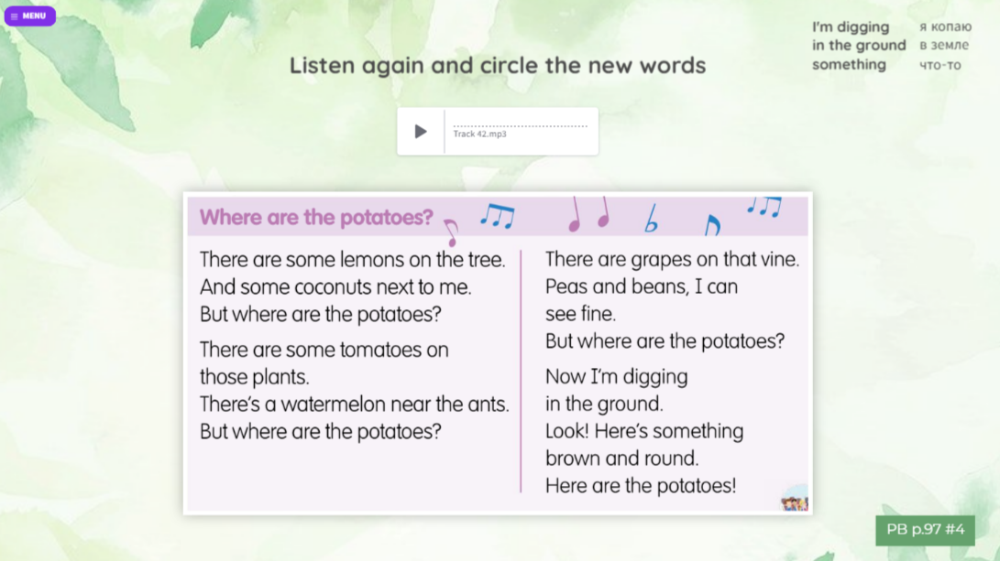 MENU
I'm digging я копаю
in the ground в земле
something что-то
Listen again and circle the new words
Track 42.mp3
Where are the potatoes?
There are some lemons on the tree.
And some coconuts next to me.
But where are the potatoes?
There are some tomatoes on
those plants.
There's a watermelon near the ants.
But where are the potatoes?
There are grapes on that vine.
Peas and beans, I can
see fine.
But where are the potatoes?
Now I'm digging
in the ground.
Look! Here's something
brown and round.
Here are the potatoes!
PB p.97 #4